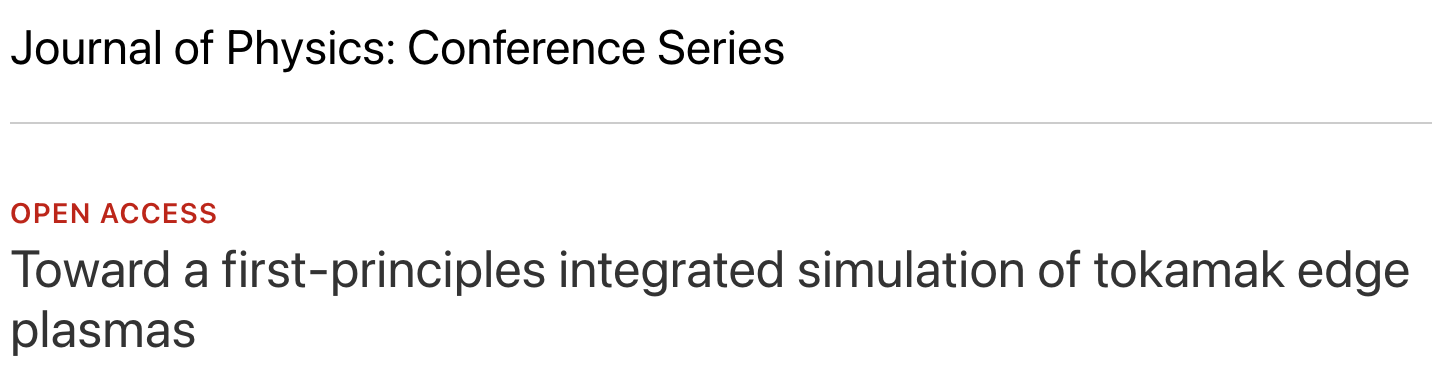 Journal of Physics: Conference Series
OPEN ACCESS
Toward a first-principles integrated simulation of tokamak edge
plasmas